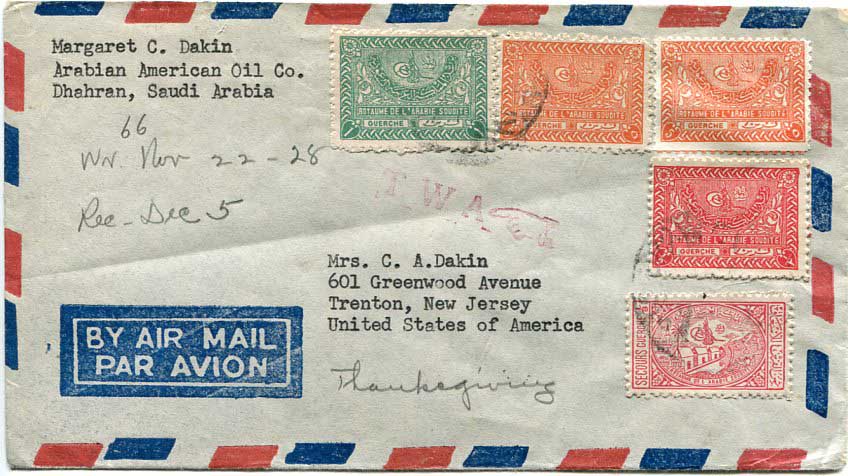 Margaret C. Dakin
Arabian American Oil Co.
Dhahran, Saudi Arabia
66
Wr. Nov 22-28
Rec-Dec 5
ROYAUME DE L'ARABIE SOUDITE
GUERCHE
ROYAUME DE L'ARABIE SOUDITE
GUERCHE
ROYAUME DE L'ARABIE SOUDITE
GUERCHE
ROYAUME DE L'ARABIE SOUDITE
GUERCHE
T.W.A
Mrs. C. A.Dakin
601 Greenwood Avenue
Trenton, New Jersey
United States of America
SECOURS
BY AIR MAIL
PAR AVION
Thanksgiving